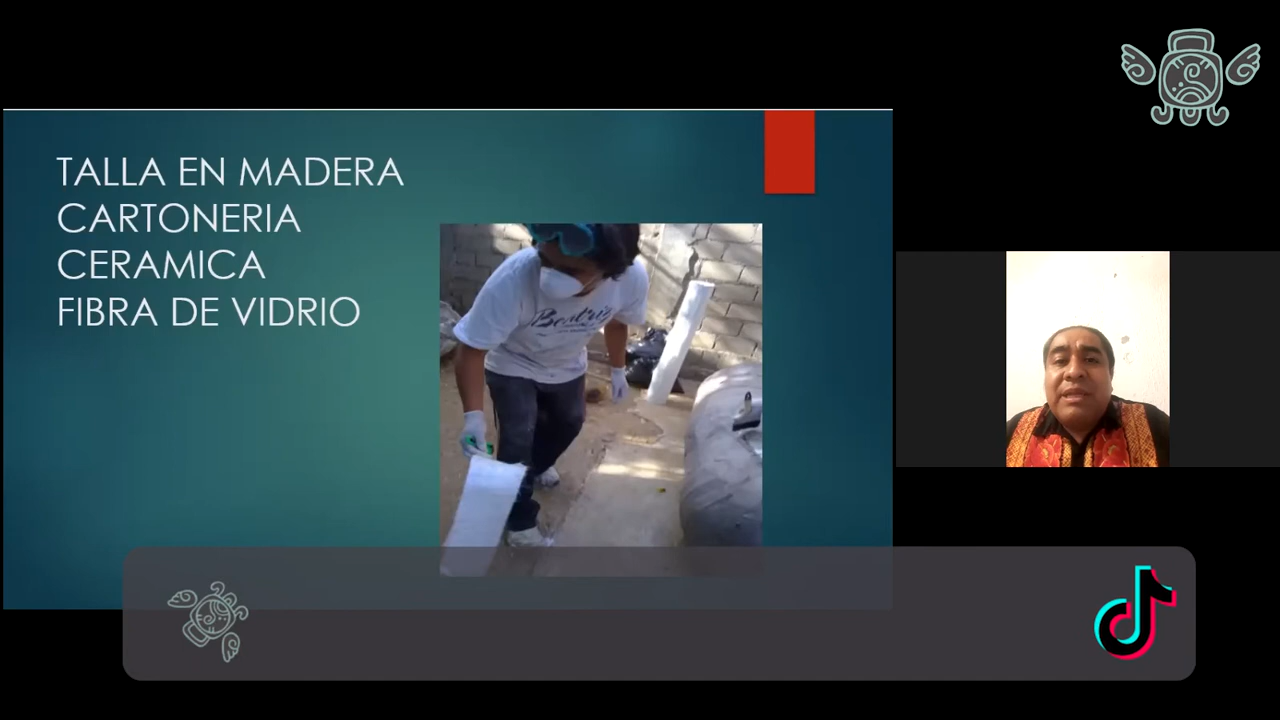 TALLA EN MADERA
CARTONERIA
CERAMICA
FIBRA DE VIDRIO